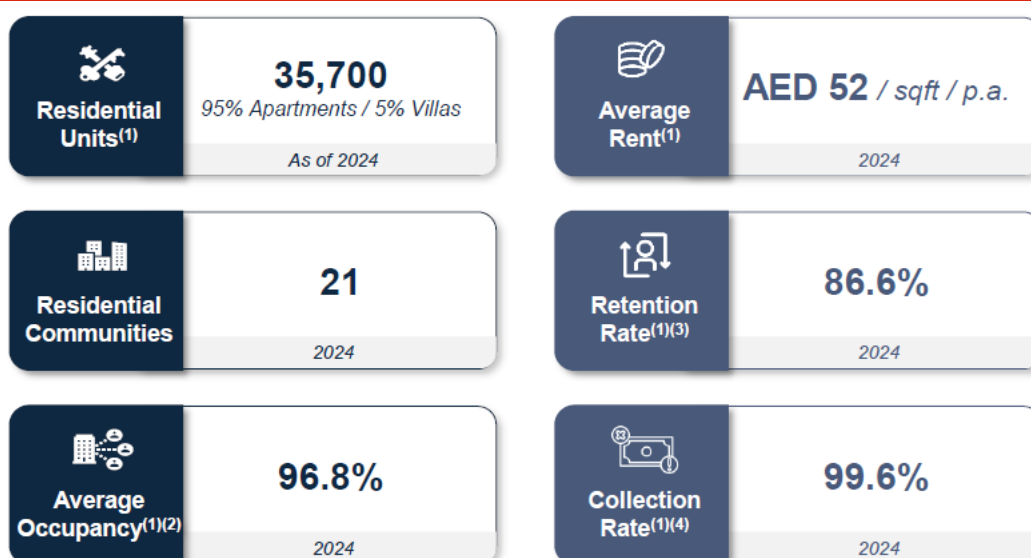 Residential
Units(1)
35,700
95% Apartments / 5% Villas
As of 2024
Average
Rent(1)
AED 52 / sqft / p.a.
2024
Residential
Communities
21
2024
Retention
Rate(1)(3)
86.6%
2024
Average
Occupancy(1)(2)
96.8%
2024
Collection
Rate(1)(4)
99.6%
2024